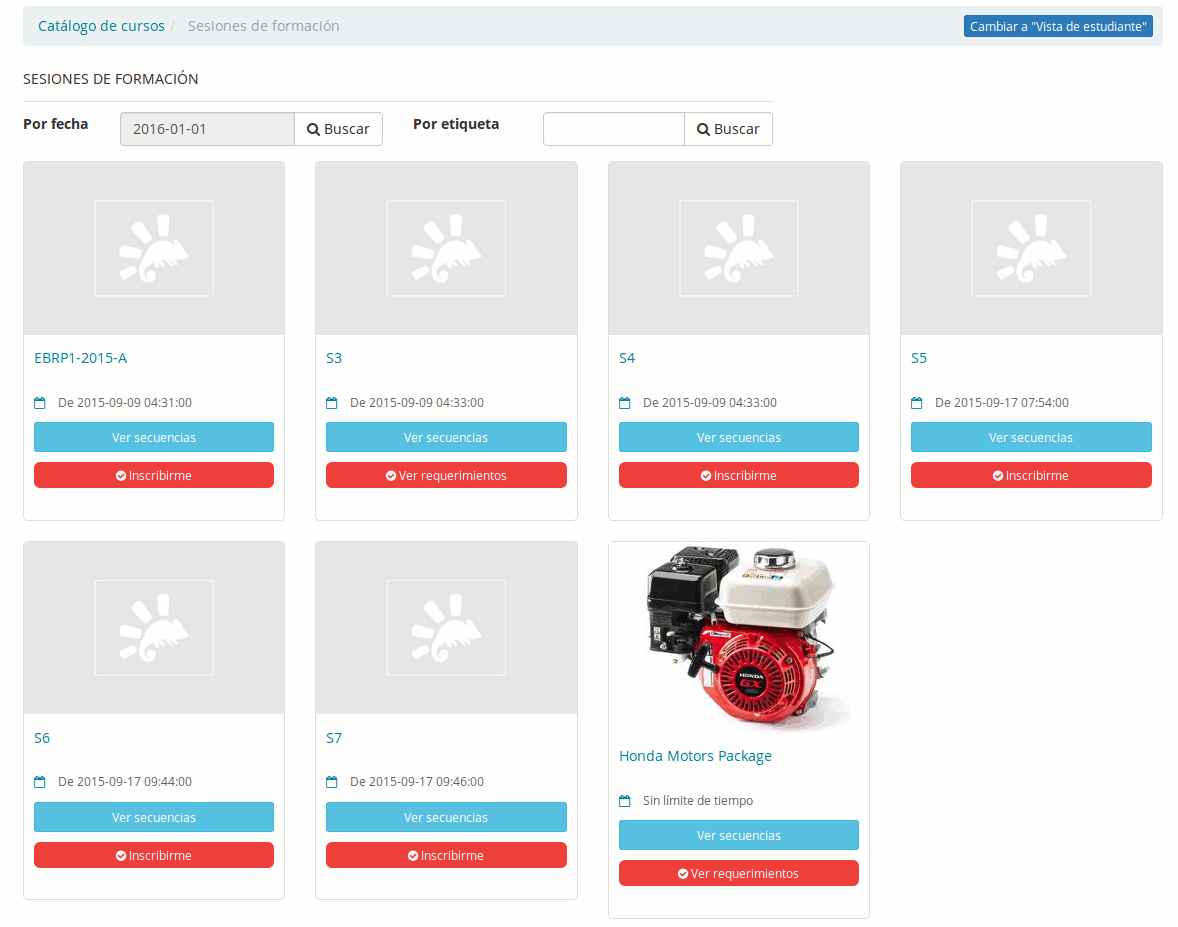 Catálogo de cursos / Sesiones de formación
Cambiar a "Vista de estudiante"
SESIONES DE FORMACIÓN
Por fecha 2016-01-01 Buscar Por etiqueta Buscar
EBRP1-2015-A
De 2015-09-09 04:31:00
Ver secuencias
Inscribirme
S3
De 2015-09-09 04:33:00
Ver secuencias
Ver requerimientos
S4
De 2015-09-09 04:33:00
Ver secuencias
Inscribirme
S5
De 2015-09-17 07:54:00
Ver secuencias
Inscribirme
S6
De 2015-09-17 09:44:00
Ver secuencias
Inscribirme
S7
De 2015-09-17 09:46:00
Ver secuencias
Inscribirme
HONDA
GX
Honda Motors Package
Sin límite de tiempo
Ver secuencias
Ver requerimientos